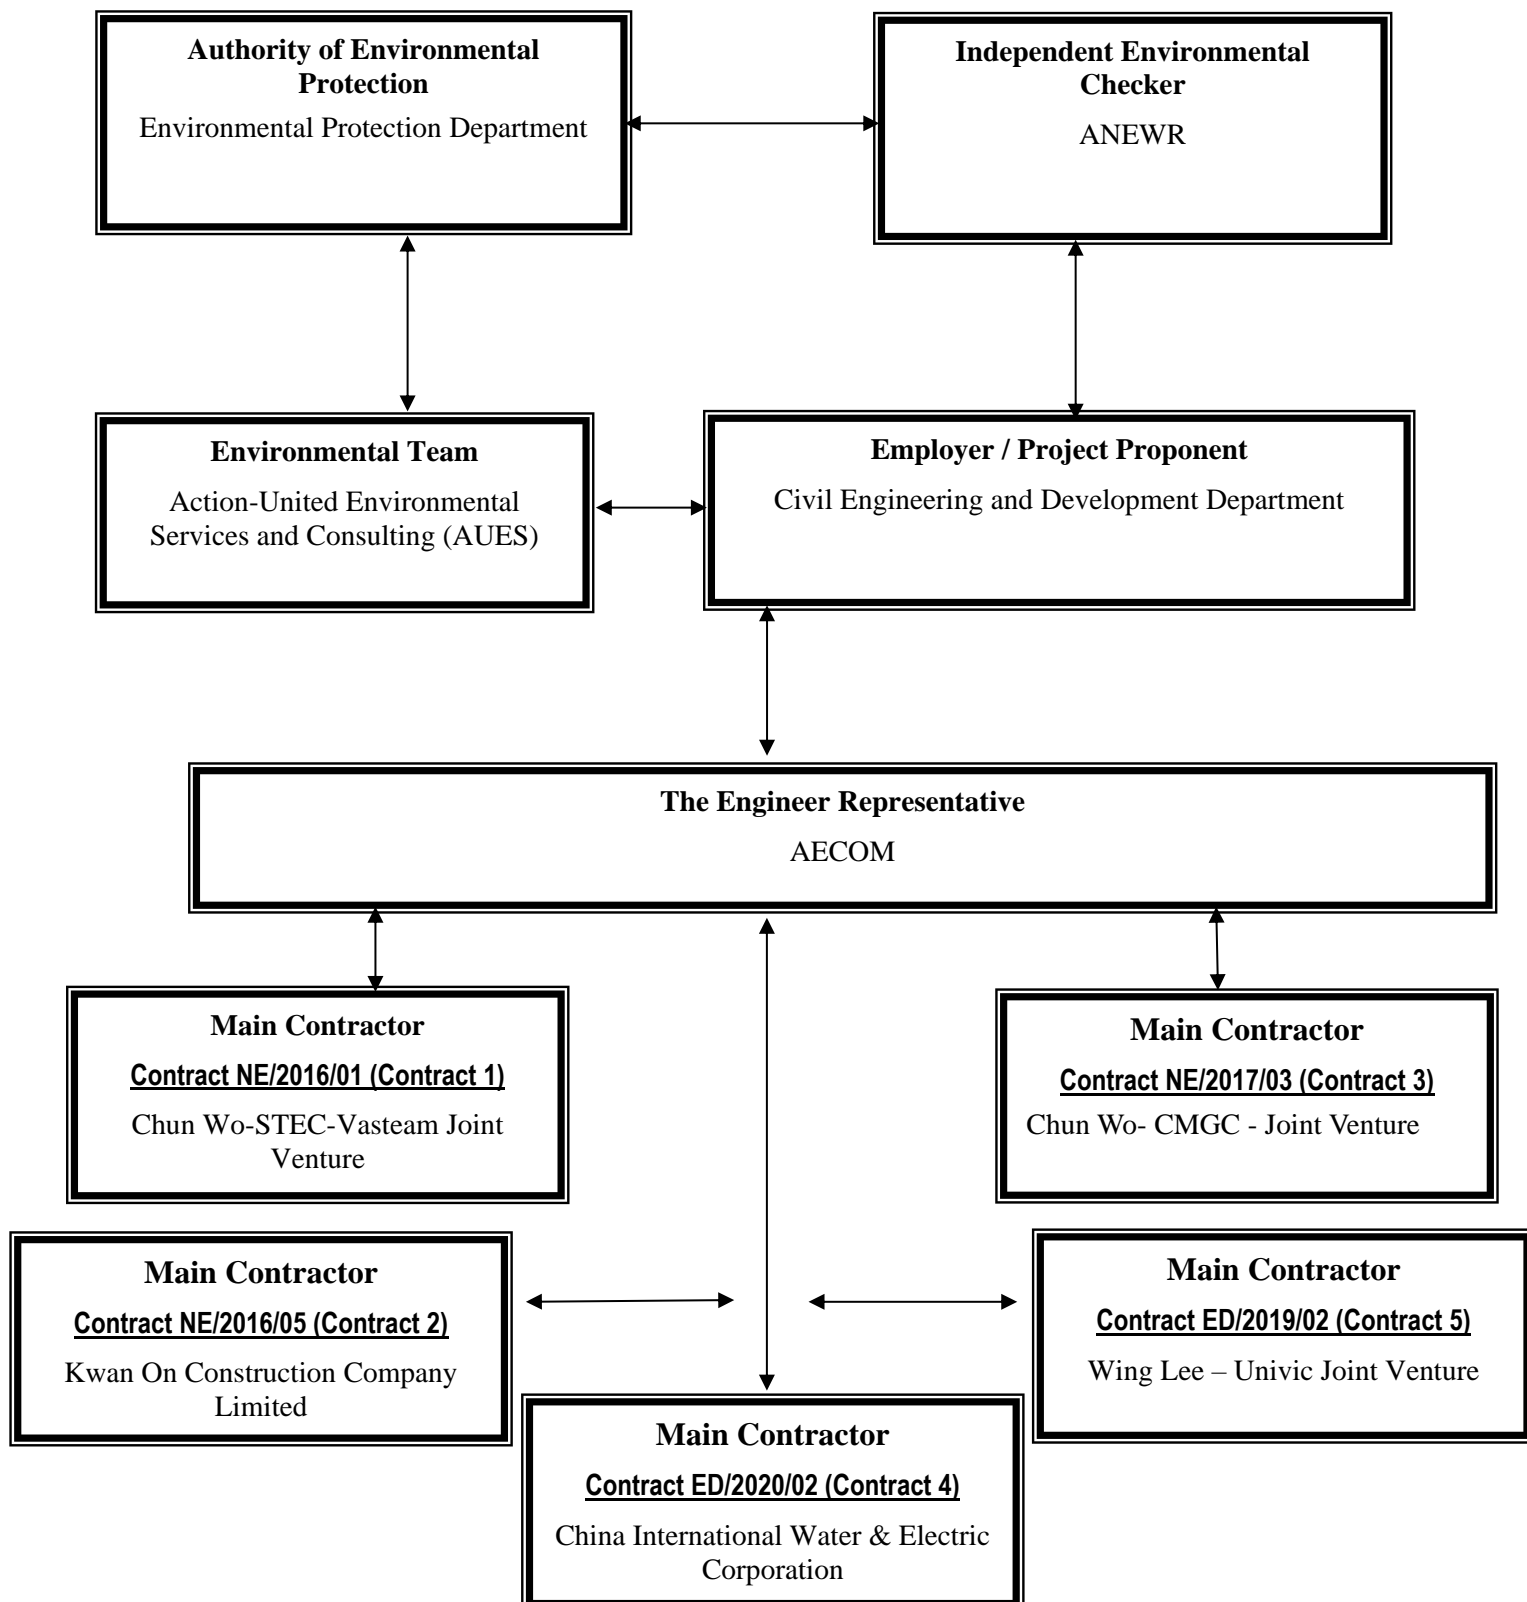 Authority of Environmental
Protection
Environmental Protection Department
Independent Environmental
Checker
ANEWR
Environmental Team
Action-United Environmental
Services and Consulting (AUES)
Employer / Project Proponent
Civil Engineering and Development Department
The Engineer Representative
AECOM
Main Contractor
Contract NE/2016/01 (Contract 1)
Chun Wo-STEC-Vasteam Joint
Venture
Main Contractor
Contract NE/2017/03 (Contract 3)
Chun Wo- CMGC - Joint Venture
Main Contractor
Contract NE/2016/05 (Contract 2)
Kwan On Construction Company
Limited
Main Contractor
Contract ED/2019/02 (Contract 5)
Wing Lee – Univic Joint Venture
Main Contractor
Contract ED/2020/02 (Contract 4)
China International Water & Electric
Corporation